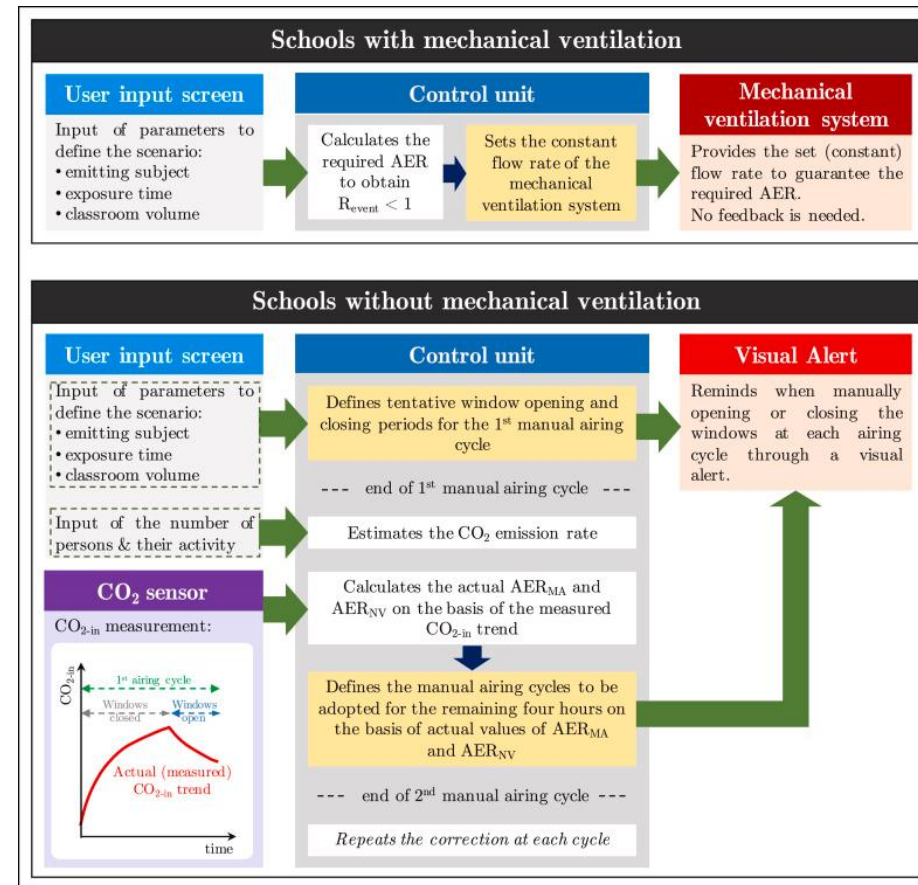 Schools with mechanical ventilation
User input screen
Input of parameters to
define the scenario:
• emitting subject
• exposure time
• classroom volume
Control unit
Calculates the
required AER
to obtain
R_event < 1
Sets the constant
flow rate of the
mechanical
ventilation system
Mechanical
ventilation system
Provides the set (constant)
flow rate to guarantee the
required AER.
No feedback is needed.
Schools without mechanical ventilation
User input screen
Input of parameters to
define the scenario:
• emitting subject
• exposure time
• classroom volume
Input of the number of
persons & their activity
CO₂ sensor
CO₂₋in measurement:
CO₂₋in
1st airing cycle
Windows
closed
Windows
open
Actual (measured)
CO₂₋in trend
time
Control unit
Defines tentative window opening and
closing periods for the 1st manual airing
cycle
--- end of 1st manual airing cycle ---
Estimates the CO₂ emission rate
Calculates the actual AER_MA and
AER_NV on the basis of the measured
CO₂₋in trend
Defines the manual airing cycles to be
adopted for the remaining four hours on
the basis of actual values of AER_MA
and AER_NV
--- end of 2nd manual airing cycle ---
Repeats the correction at each cycle
Visual Alert
Reminds when manually
opening or closing the
windows at each airing
cycle through a visual
alert.